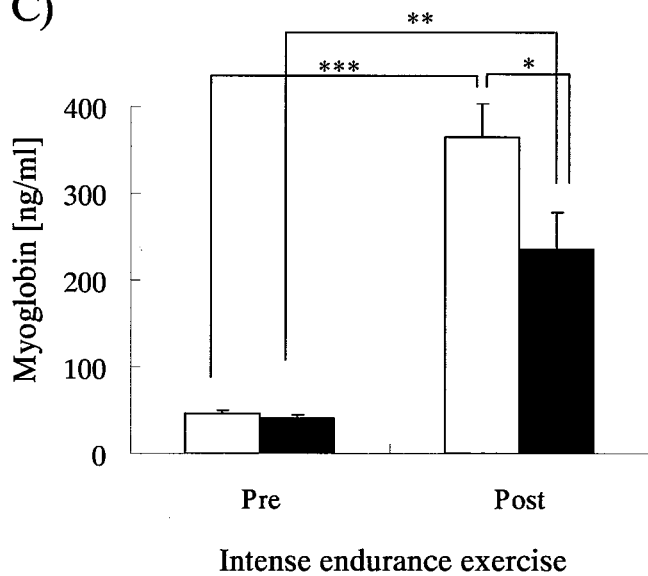 C)
**
***
*
400
300
200
100
0
Myoglobin [ng/ml]
Pre
Post
Intense endurance exercise